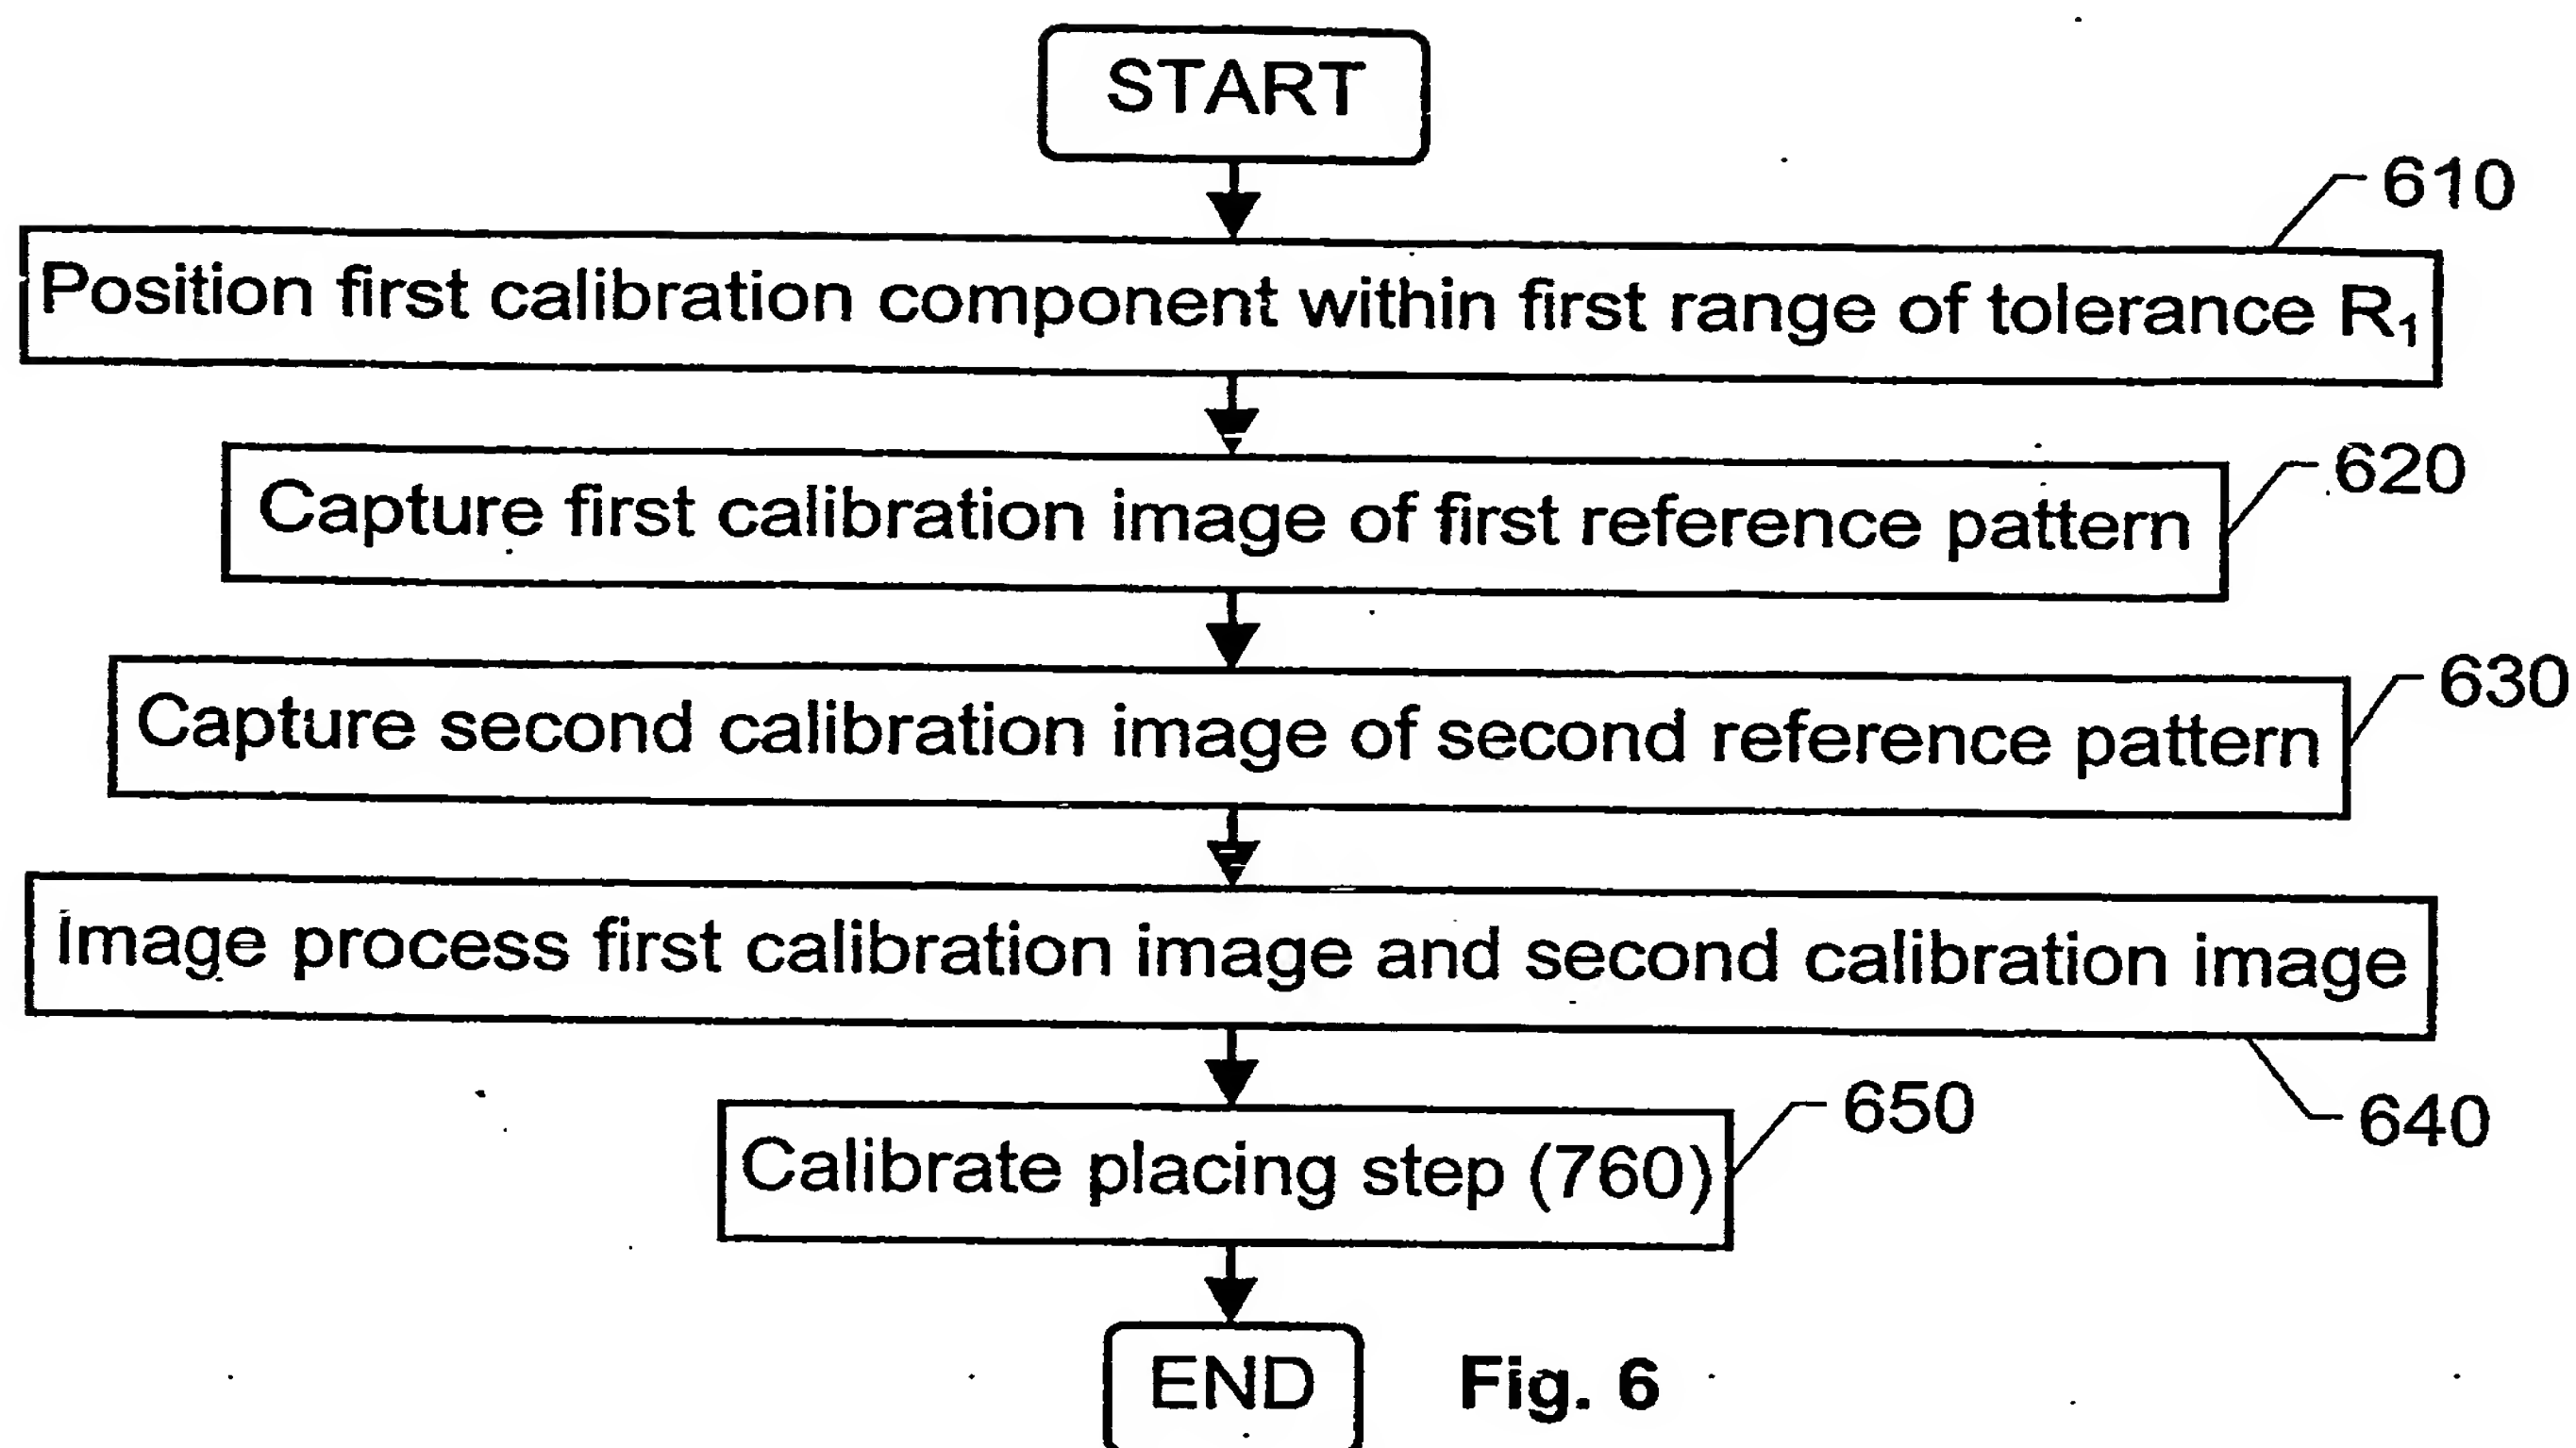 START
610
Position first calibration component within first range of tolerance R₁
620
Capture first calibration image of first reference pattern
630
Capture second calibration image of second reference pattern
Image process first calibration image and second calibration image
640
650
Calibrate placing step (760)
END
Fig. 6